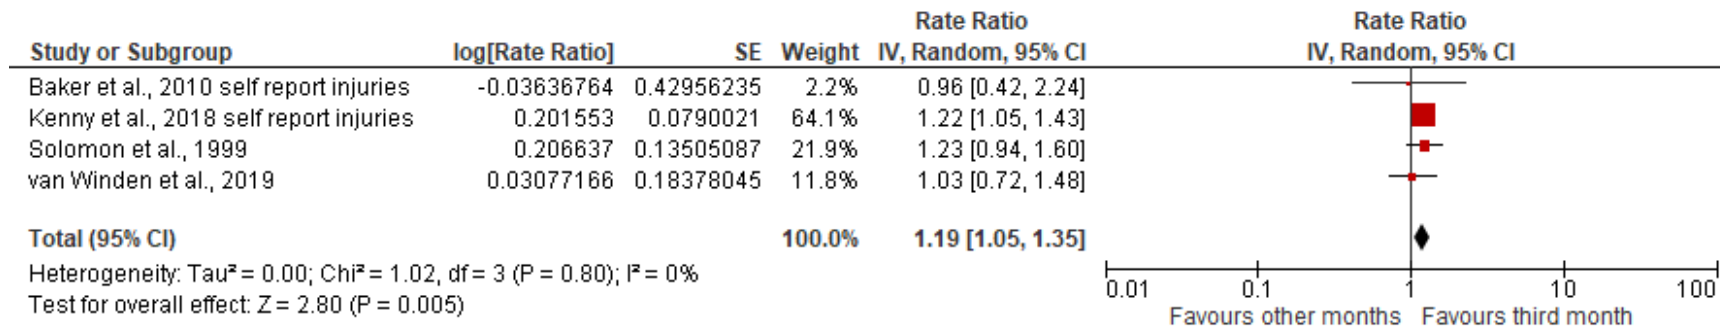 Rate Ratio Rate Ratio
Study or Subgroup log[Rate Ratio] SE Weight IV, Random, 95% CI IV, Random, 95% CI
Baker et al., 2010 self report injuries -0.03636764 0.42956235 2.2% 0.96 [0.42, 2.24]
Kenny et al., 2018 self report injuries 0.201553 0.0790021 64.1% 1.22 [1.05, 1.43]
Solomon et al., 1999 0.206637 0.13505087 21.9% 1.23 [0.94, 1.60]
van Winden et al., 2019 0.03077166 0.18378045 11.8% 1.03 [0.72, 1.48]
Total (95% CI) 100.0% 1.19 [1.05, 1.35]
Heterogeneity: Tau² = 0.00; Chi² = 1.02, df = 3 (P = 0.80); I² = 0%
Test for overall effect: Z = 2.80 (P = 0.005)
0.01 0.1 1 10 100
Favours other months Favours third month